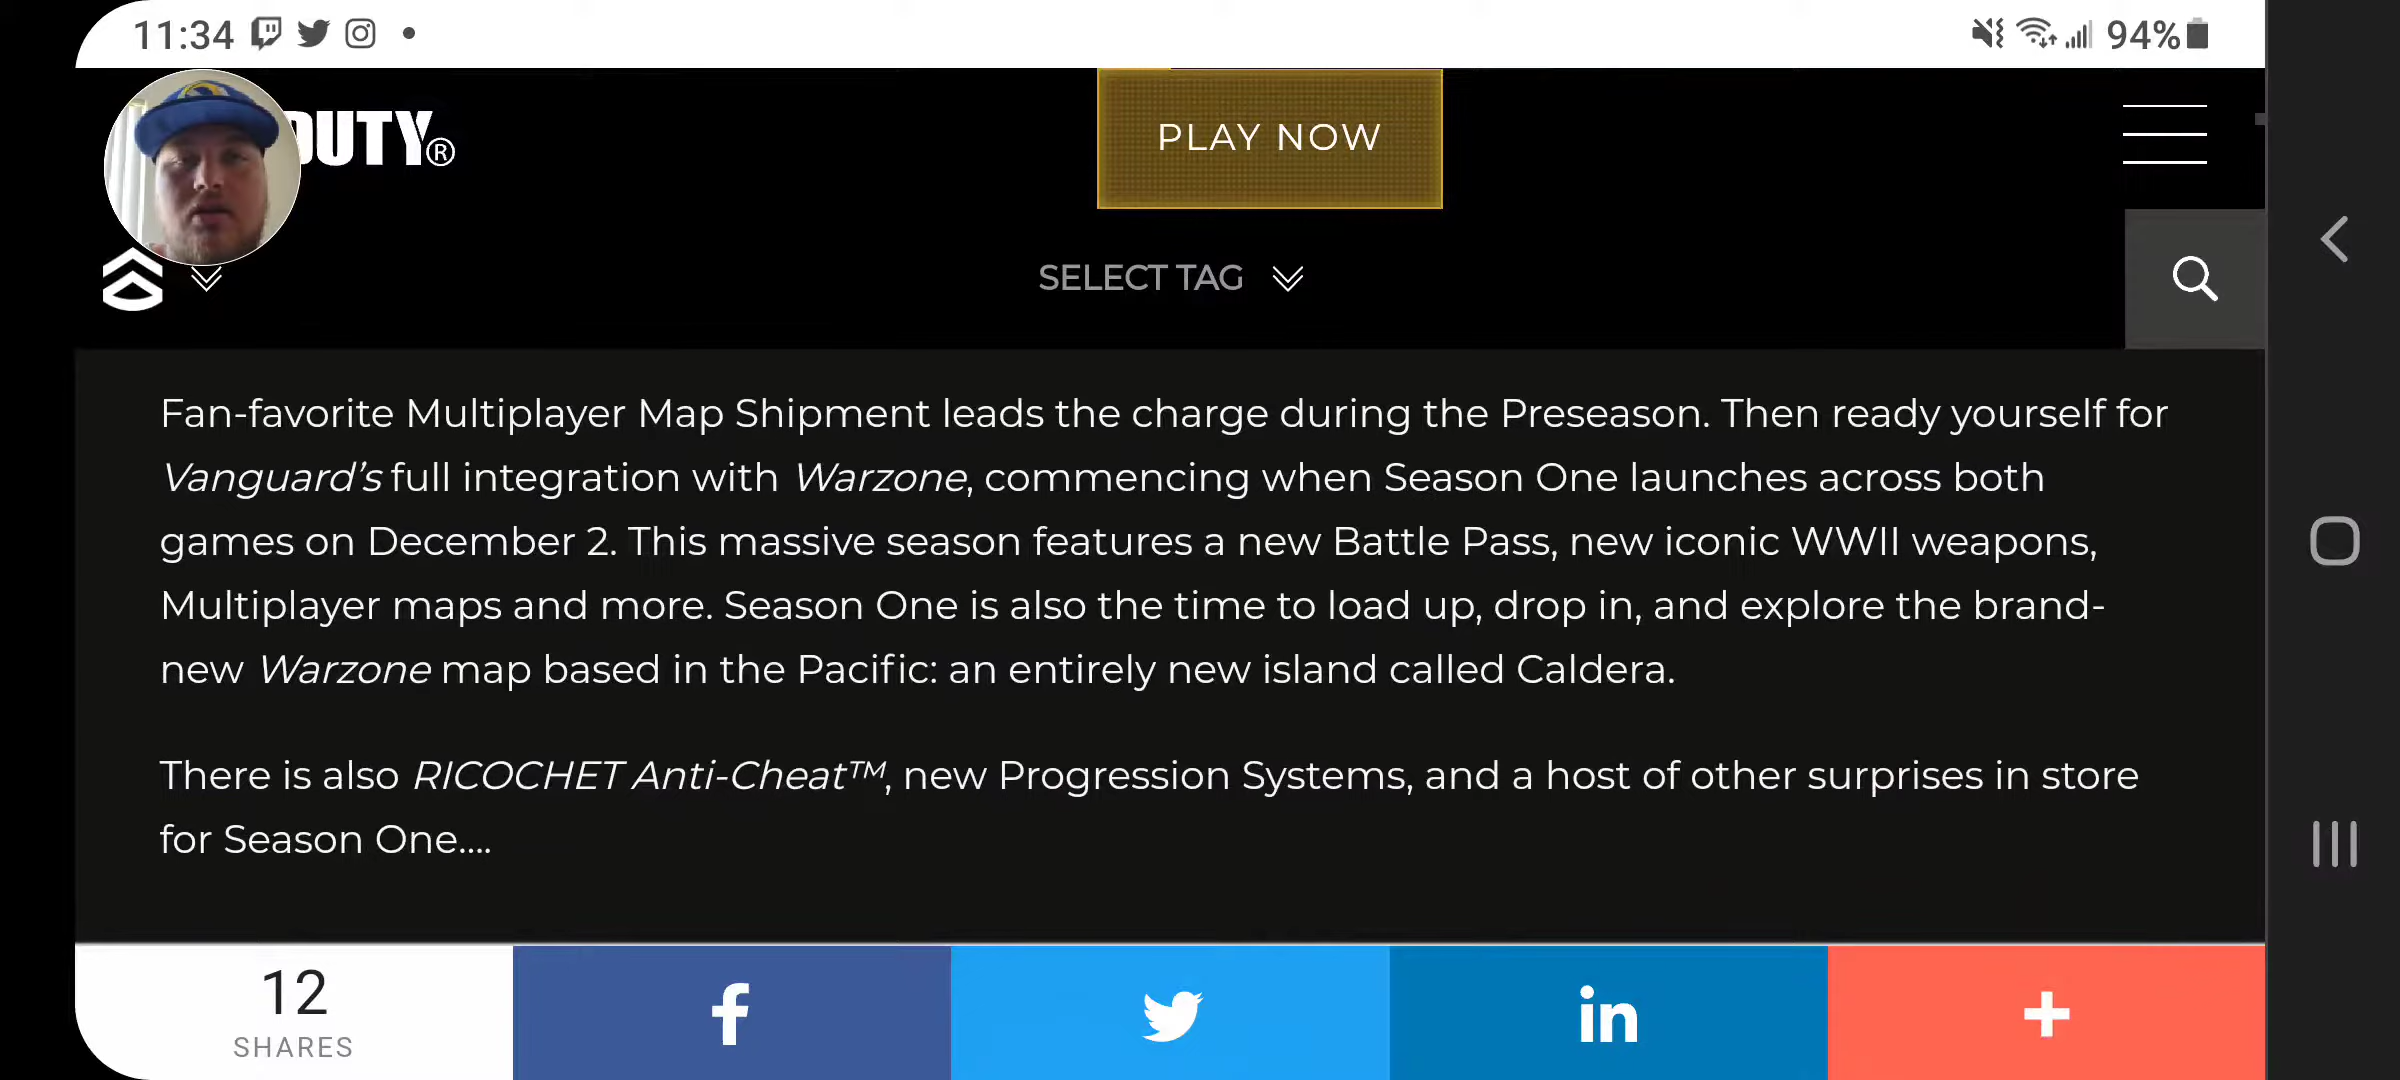 11:34
94%
DUTY®
PLAY NOW
SELECT TAG
Fan-favorite Multiplayer Map Shipment leads the charge during the Preseason. Then ready yourself for
Vanguard's full integration with Warzone, commencing when Season One launches across both
games on December 2. This massive season features a new Battle Pass, new iconic WWII weapons,
Multiplayer maps and more. Season One is also the time to load up, drop in, and explore the brand-
new Warzone map based in the Pacific: an entirely new island called Caldera.
There is also RICOCHET Anti-Cheat™, new Progression Systems, and a host of other surprises in store
for Season One....
12
SHARES
f
in
+